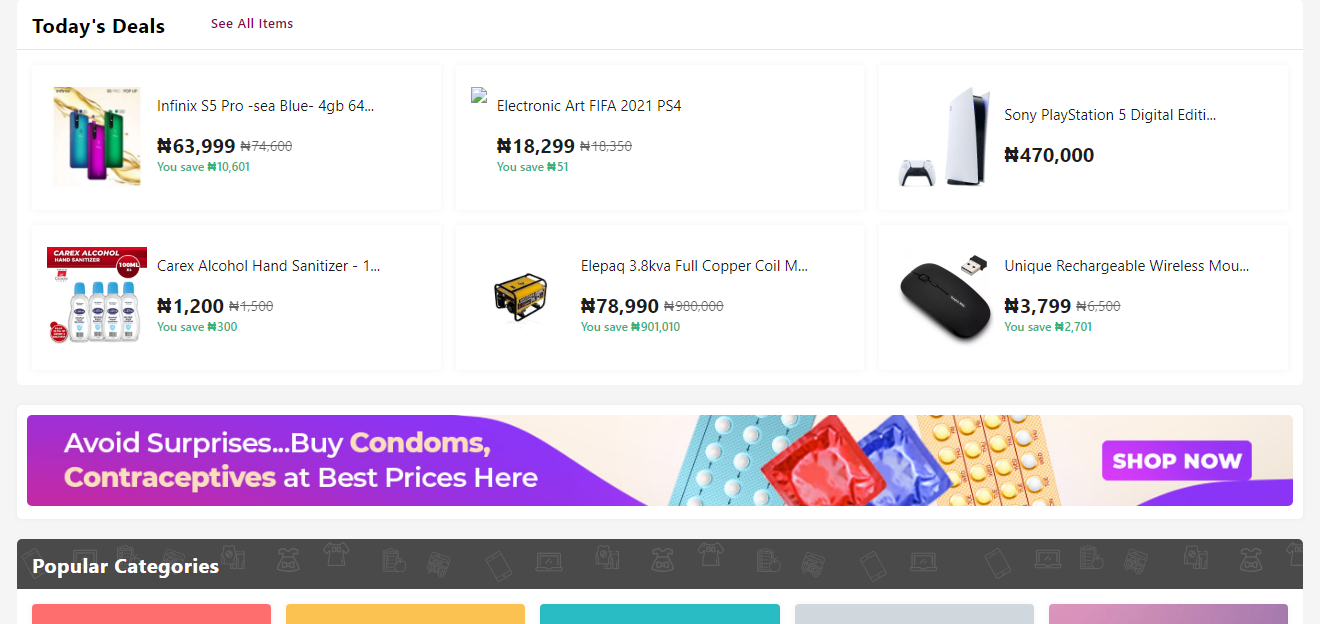 Today's Deals
See All Items
Infinix S5 Pro -sea Blue- 4gb 64...
₦63,999 ₦74,600
You save ₦10,601
Electronic Art FIFA 2021 PS4
₦18,299 ₦18,350
You save ₦51
Sony PlayStation 5 Digital Editi...
₦470,000
CAREX ALCOHOL
HAND SANITIZER
100ML
Carex Alcohol Hand Sanitizer - 1...
₦1,200 ₦1,500
You save ₦300
Elepaq 3.8kva Full Copper Coil M...
₦78,990 ₦980,000
You save ₦901,010
Unique Rechargeable Wireless Mou...
₦3,799 ₦6,500
You save ₦2,701
Avoid Surprises...Buy Condoms,
Contraceptives at Best Prices Here
SHOP NOW
Popular Categories